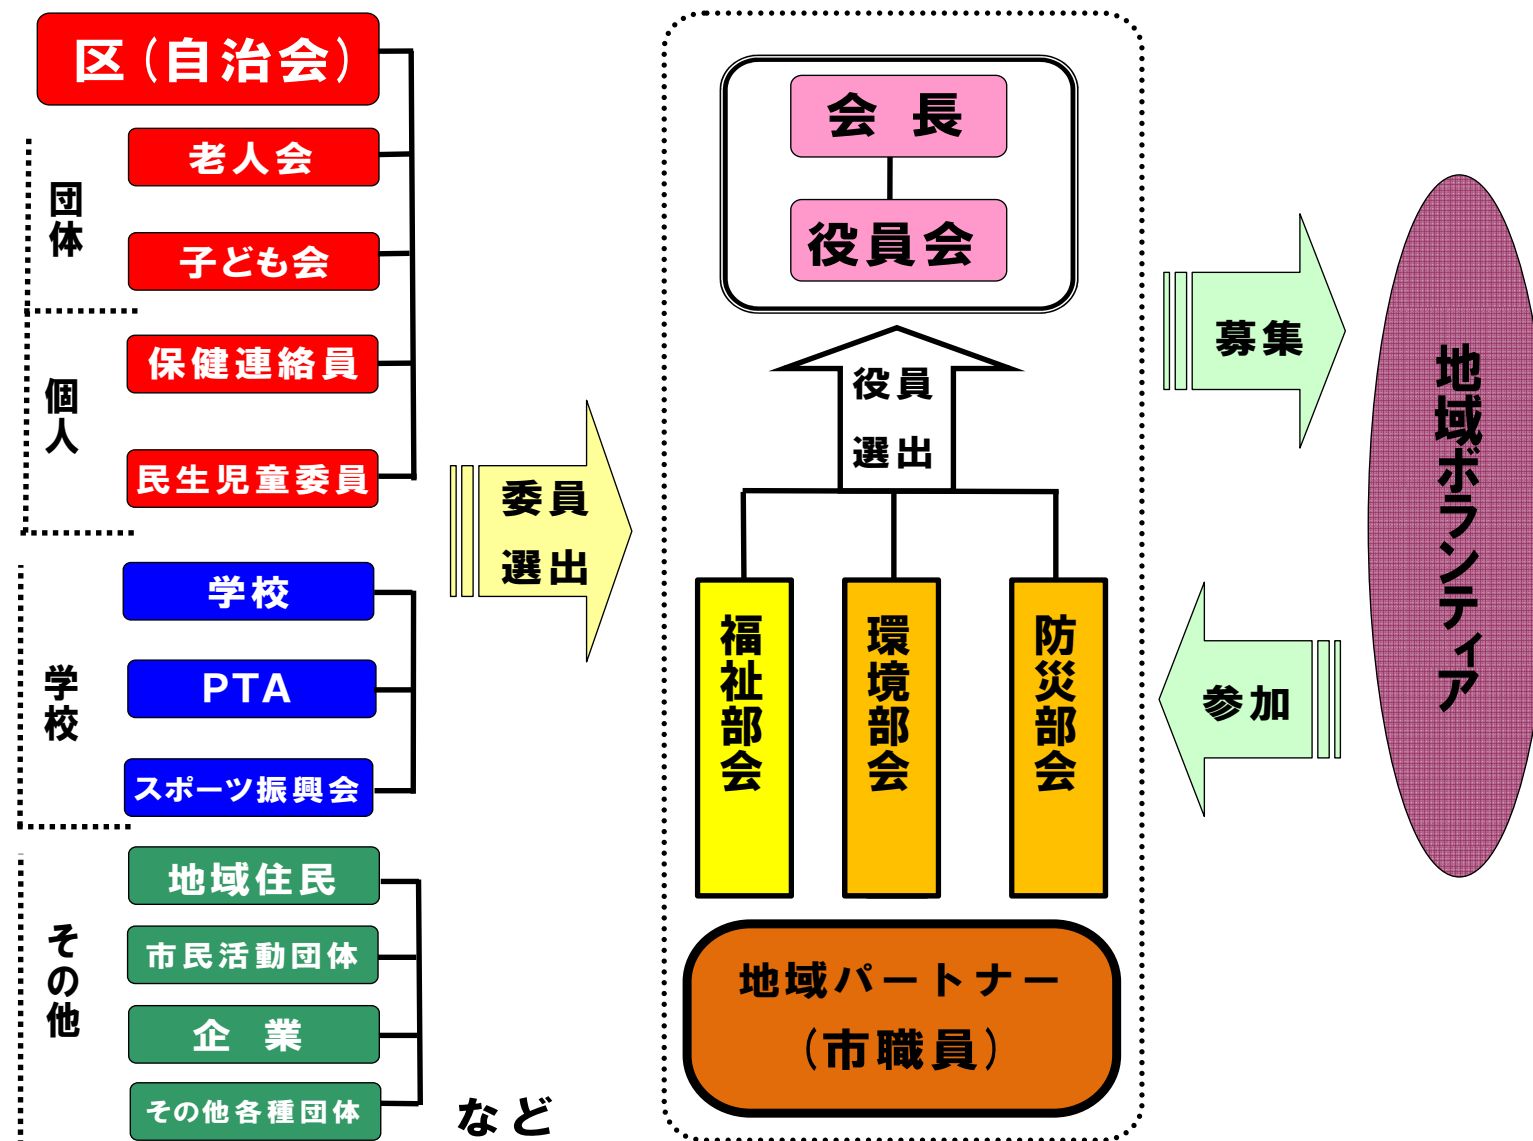 区（自治会）
団体
老人会
子ども会
個人
保健連絡員
民生児童委員
学校
学校
PTA
スポーツ振興会
その他
地域住民
市民活動団体
企　業
その他各種団体
など
委員
選出
会　長
役員会
役員
選出
福祉部会
環境部会
防災部会
地域パートナー
（市職員）
募集
参加
地域ボランティア